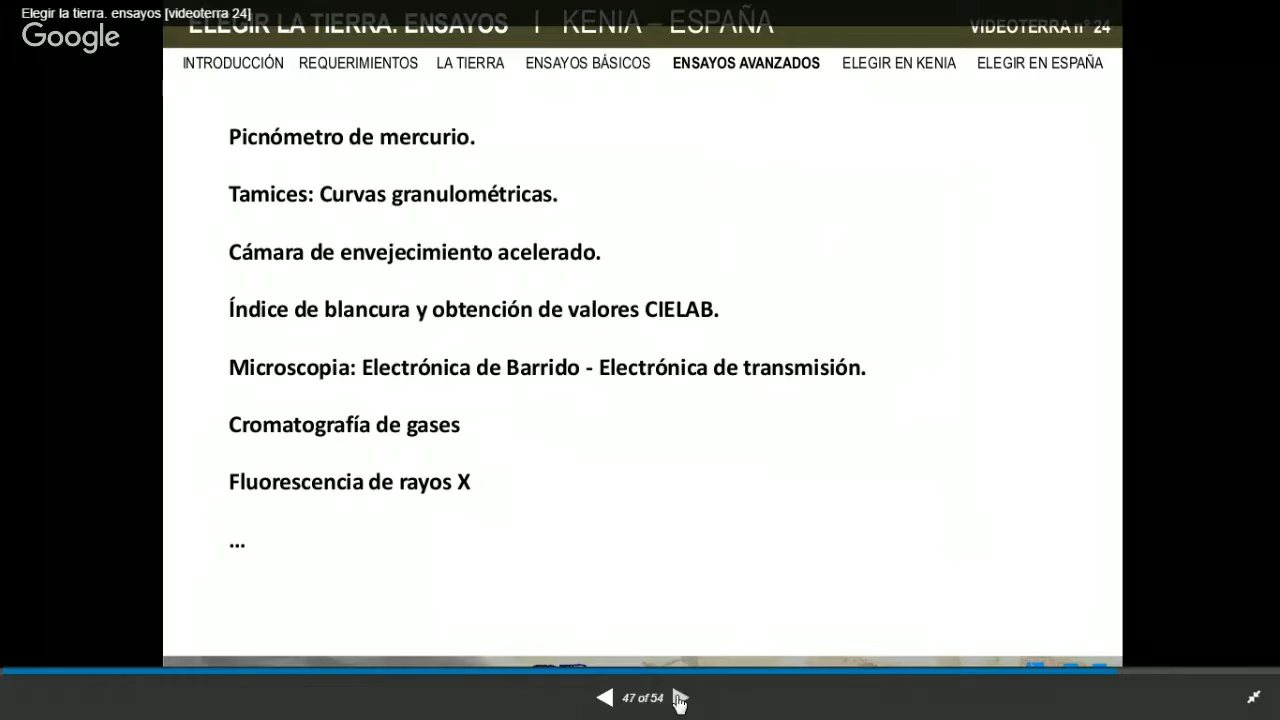 Elegir la tierra. ensayos [videoterra 24]
Google
ELEGIR LA TIERRA. ENSAYOS | KENIA – ESPAÑA
VIDEOTERRA nº 24
INTRODUCCIÓN REQUERIMIENTOS LA TIERRA ENSAYOS BÁSICOS ENSAYOS AVANZADOS ELEGIR EN KENIA ELEGIR EN ESPAÑA
Picnómetro de mercurio.
Tamices: Curvas granulométricas.
Cámara de envejecimiento acelerado.
Índice de blancura y obtención de valores CIELAB.
Microscopia: Electrónica de Barrido - Electrónica de transmisión.
Cromatografía de gases
Fluorescencia de rayos X
...
47 of 54